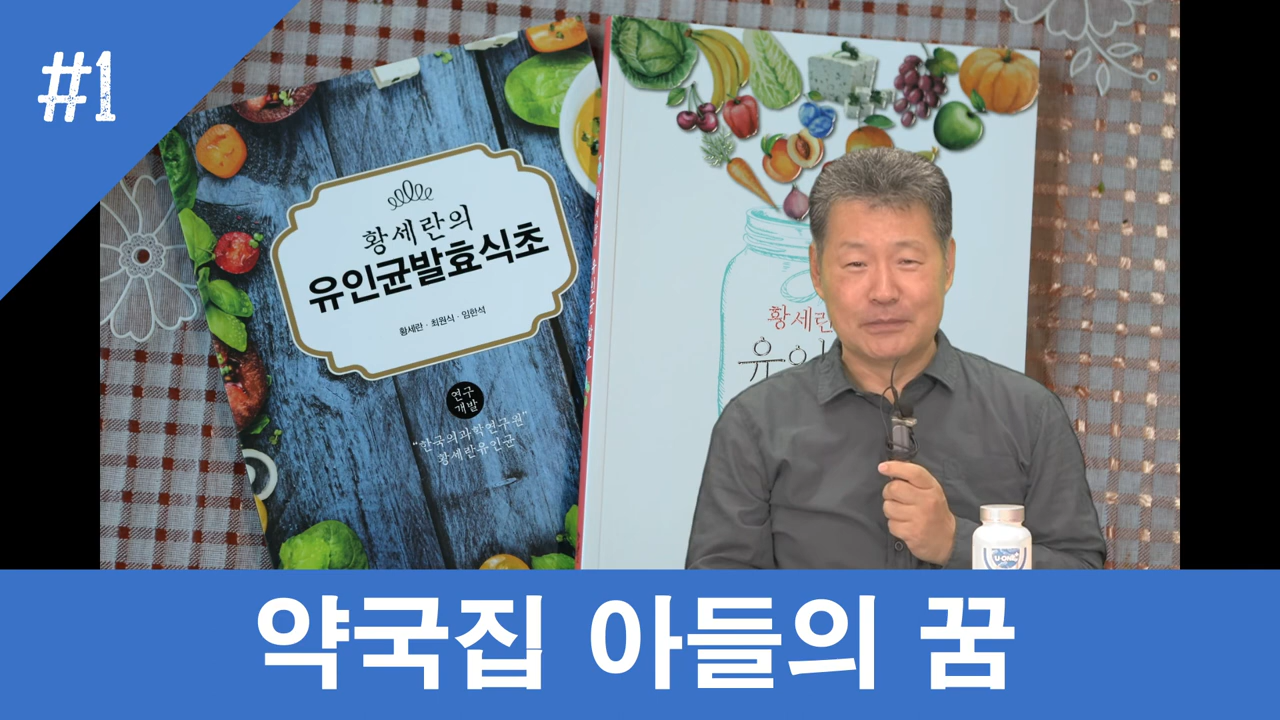 #1
황세란의
유인균발효식초
황세란 · 최원식 · 임한석
연구
개발
"한국의과학연구원"
황세란유인균
황세란
유인
약국집 아들의 꿈